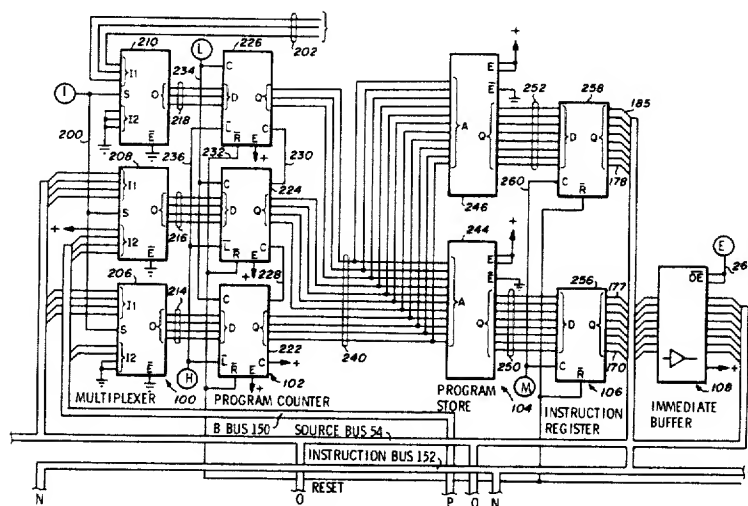 210
226
202
L
234
C
I1
D
Q
I
S
O
218
I2
L
C
E
R
E
232
+
230
200
208
236
224
I1
C
D
Q
S
O
216
I2
L
C
E
R
E
+
228
206
214
C
I1
D
Q
S
O
I2
L
C
+
E
R
E
222
H
+
100
102
MULTIPLEXER
PROGRAM COUNTER
240
+
E
E
252
258
185
A
Q
D
Q
260
C
R
178
246
244
+
E
E
256
177
A
Q
D
Q
250
C
R
170
M
PROGRAM
STORE
104
106
INSTRUCTION
REGISTER
E
26
OE
+
108
IMMEDIATE
BUFFER
B BUS 150
SOURCE BUS 54
INSTRUCTION BUS 152
RESET
N
O
P
Q
N